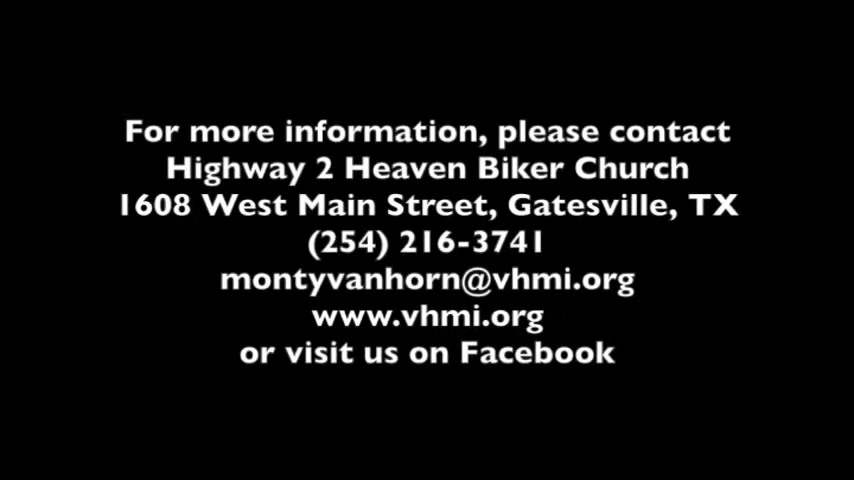 For more information, please contact
Highway 2 Heaven Biker Church
1608 West Main Street, Gatesville, TX
(254) 216-3741
montyvanhorn@vhmi.org
www.vhmi.org
or visit us on Facebook